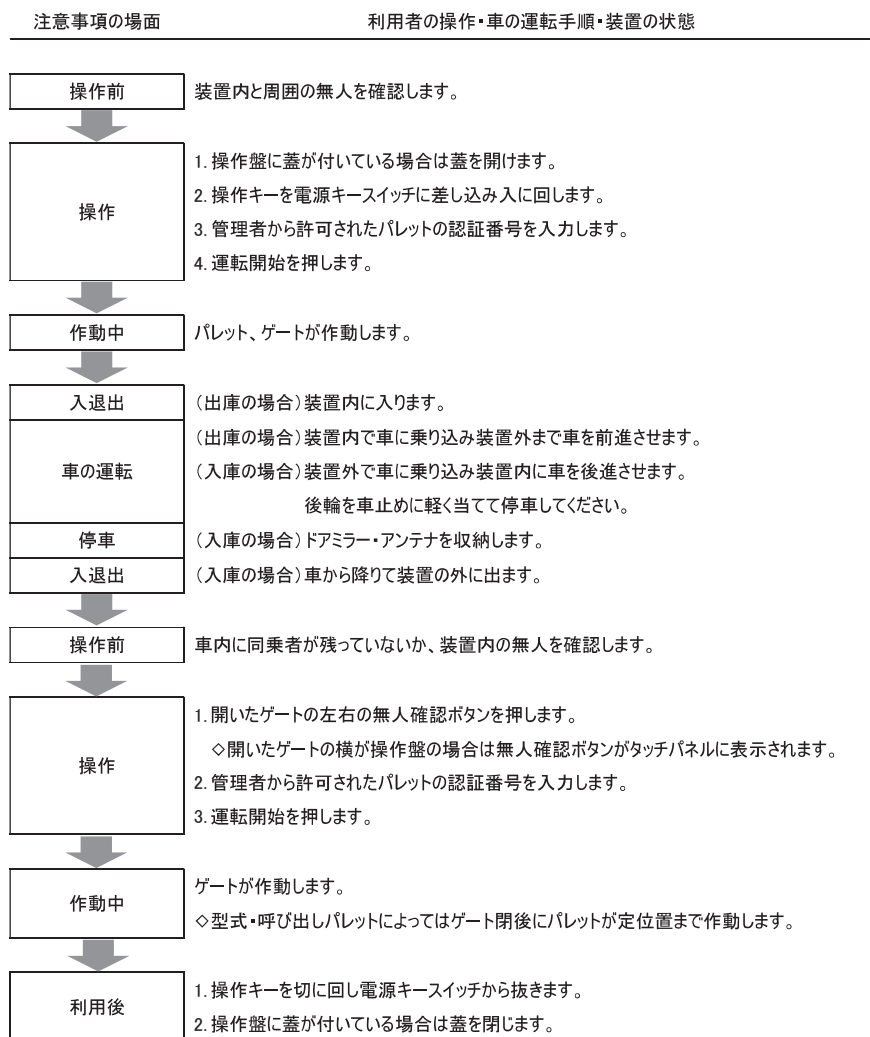 注意事項の場面　利用者の操作・車の運転手順・装置の状態
操作前　装置内と周囲の無人を確認します。
操作
1. 操作盤に蓋が付いている場合は蓋を開けます。
2. 操作キーを電源キースイッチに差し込み入に回します。
3. 管理者から許可されたパレットの認証番号を入力します。
4. 運転開始を押します。
作動中　パレット、ゲートが作動します。
入退出　（出庫の場合）装置内に入ります。
車の運転
（出庫の場合）装置内で車に乗り込み装置外まで車を前進させます。
（入庫の場合）装置外で車に乗り込み装置内に車を後進させます。
後輪を車止めに軽く当てて停車してください。
停車　（入庫の場合）ドアミラー・アンテナを収納します。
入退出　（入庫の場合）車から降りて装置の外に出ます。
操作前　車内に同乗者が残っていないか、装置内の無人を確認します。
操作
1. 開いたゲートの左右の無人確認ボタンを押します。
◇開いたゲートの横が操作盤の場合は無人確認ボタンがタッチパネルに表示されます。
2. 管理者から許可されたパレットの認証番号を入力します。
3. 運転開始を押します。
作動中
ゲートが作動します。
◇型式・呼び出しパレットによってはゲート閉後にパレットが定位置まで作動します。
利用後
1. 操作キーを切に回し電源キースイッチから抜きます。
2. 操作盤に蓋が付いている場合は蓋を閉じます。